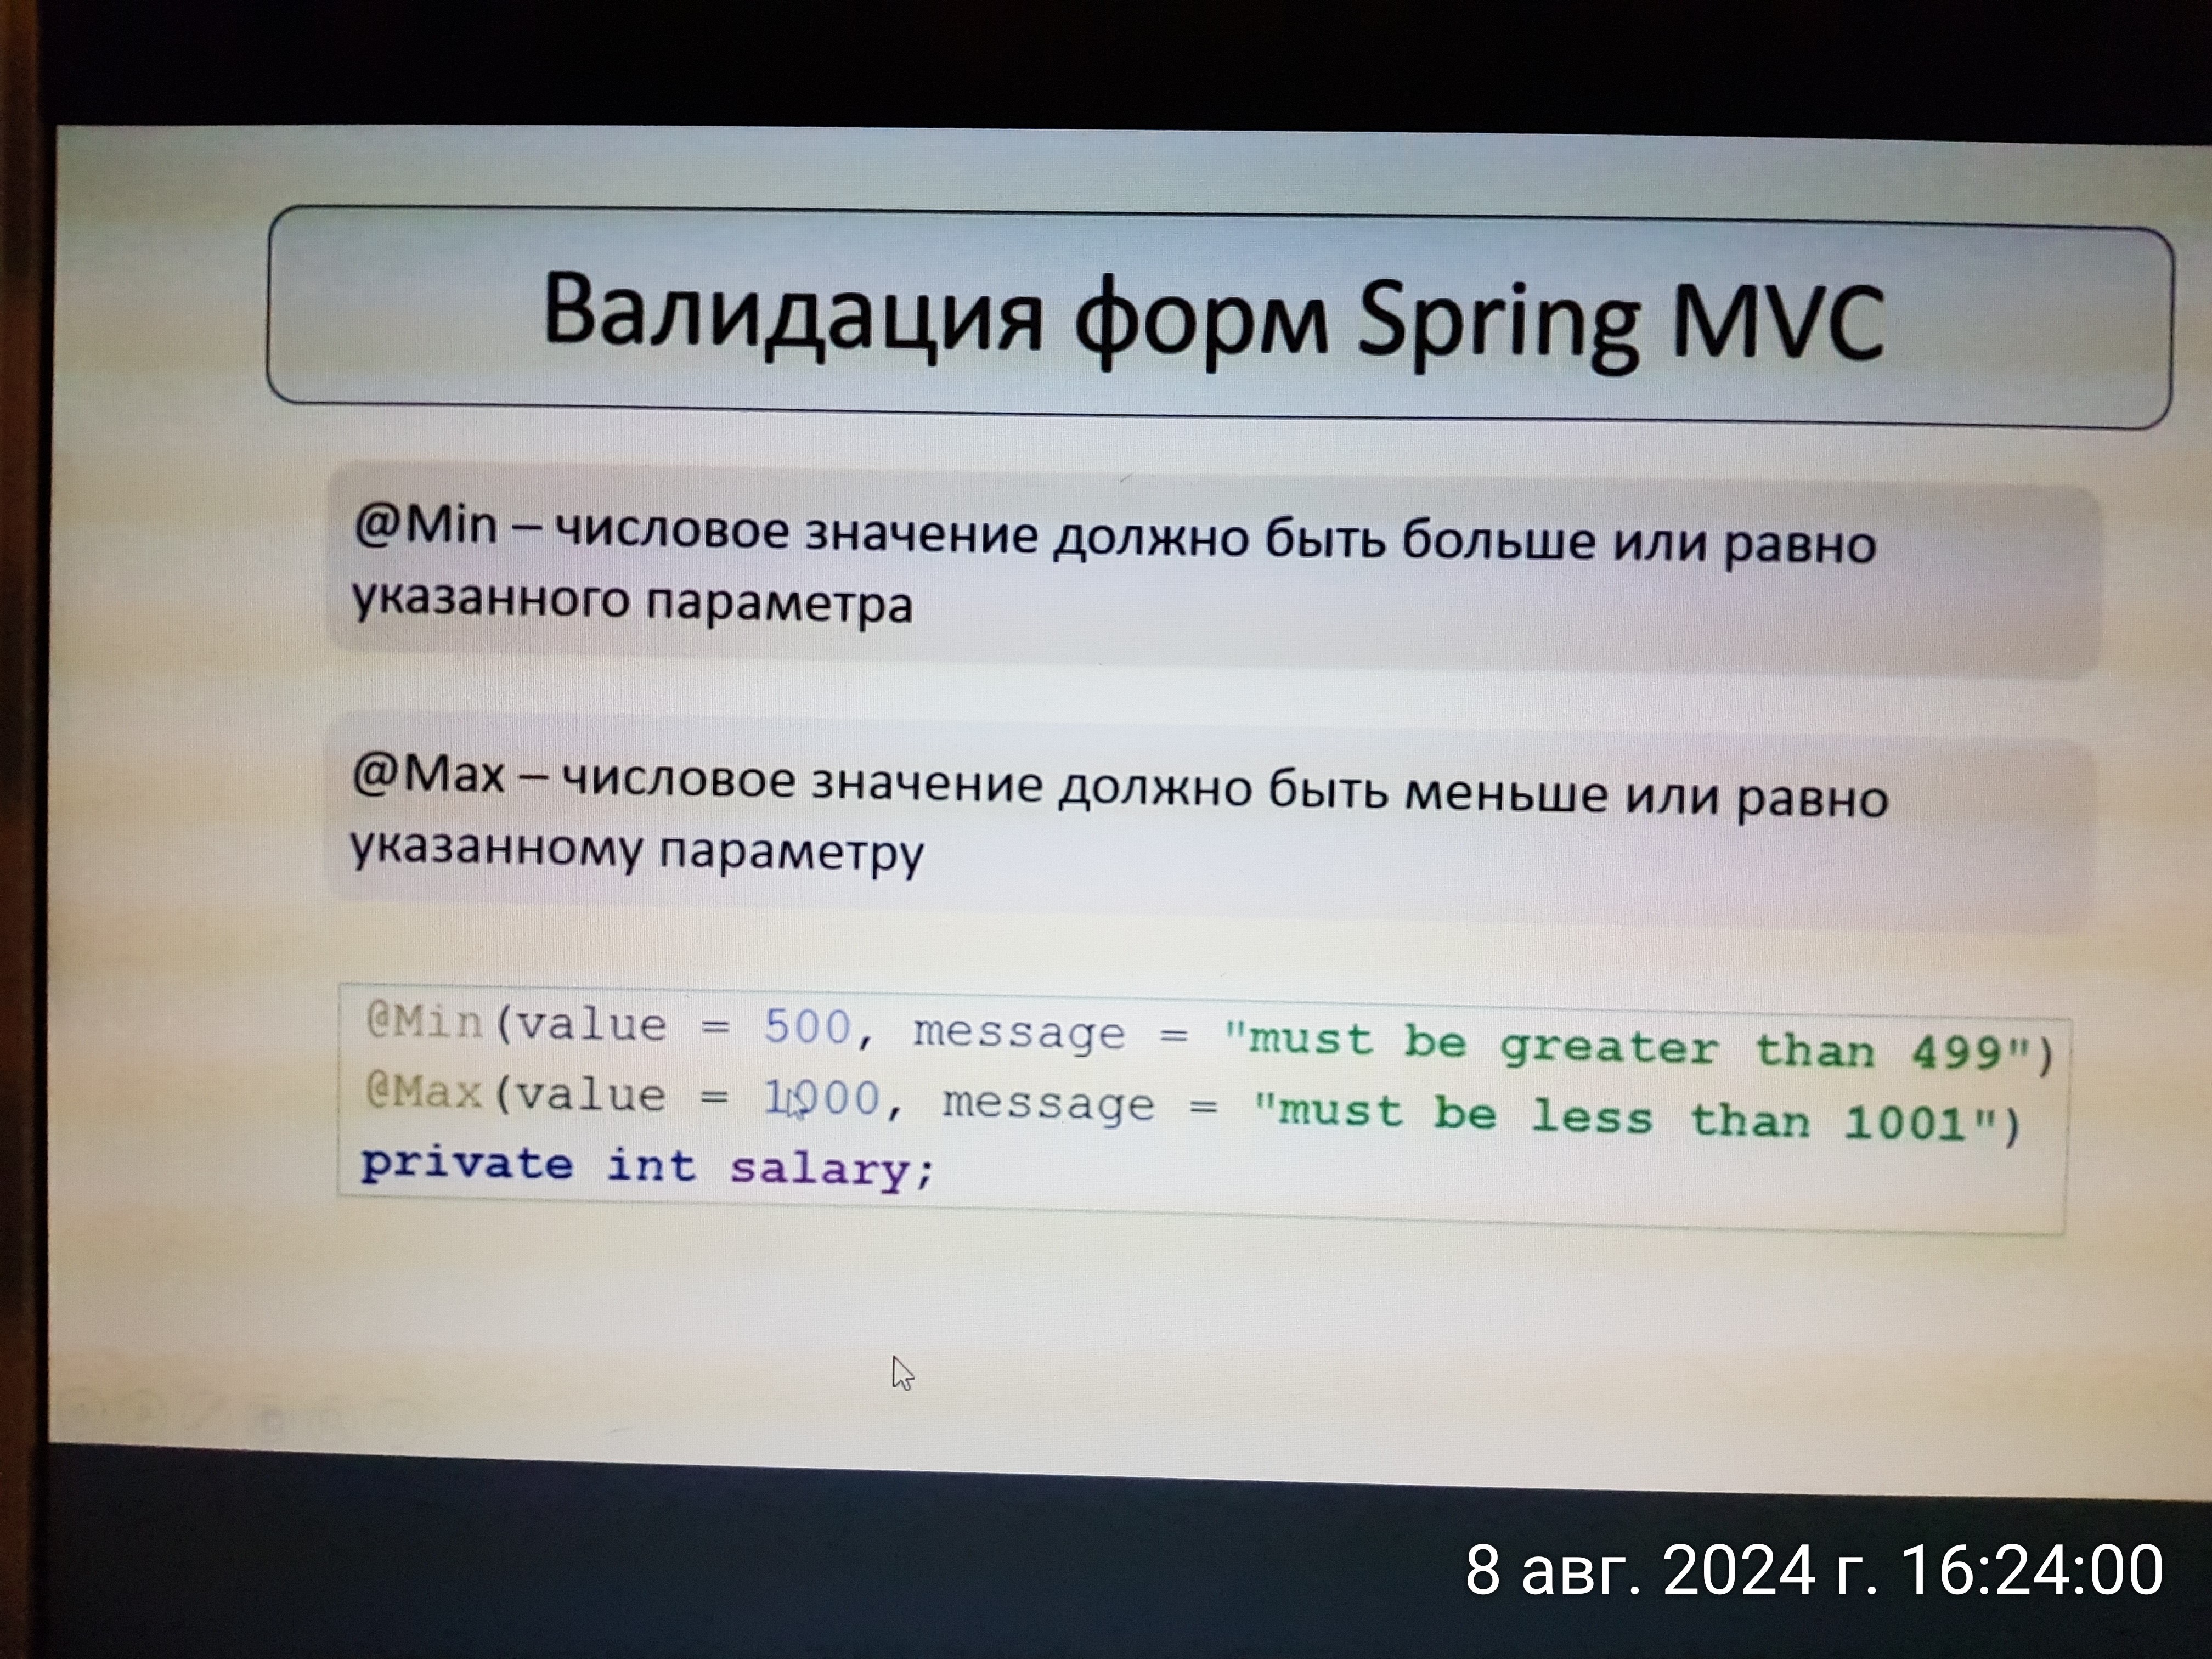 Валидация форм Spring MVC
@Min – числовое значение должно быть больше или равно
указанного параметра
@Max – числовое значение должно быть меньше или равно
указанному параметру
@Min(value = 500, message = "must be greater than 499")
@Max(value = 1000, message = "must be less than 1001")
private int salary;
8 авг. 2024 г. 16:24:00